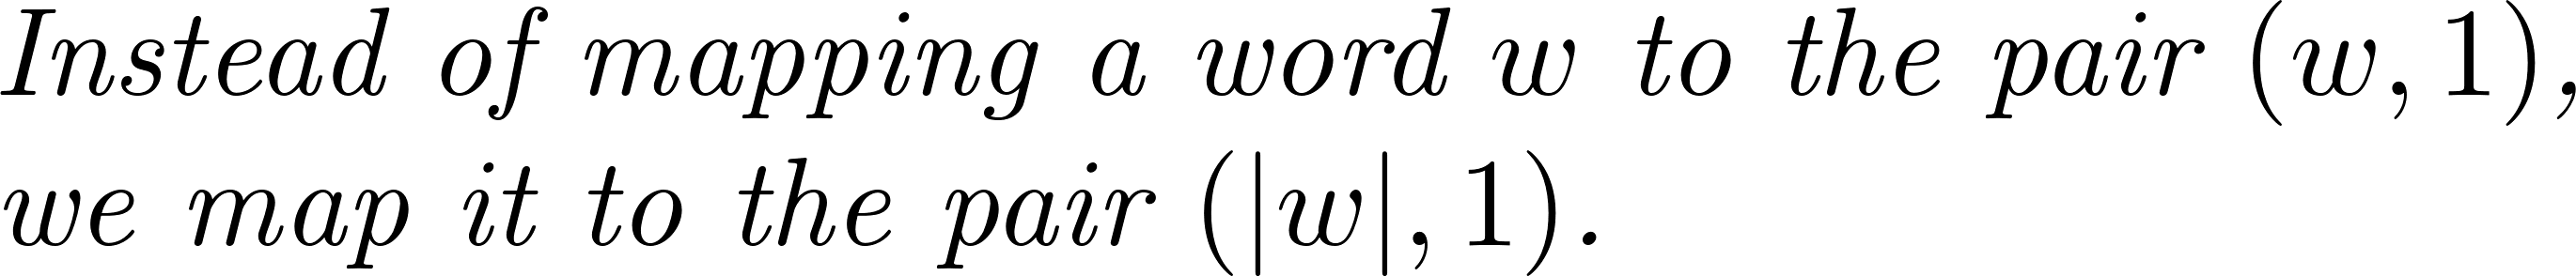 Instead of mapping a word w to the pair (w, 1),
we map it to the pair (|w|, 1).